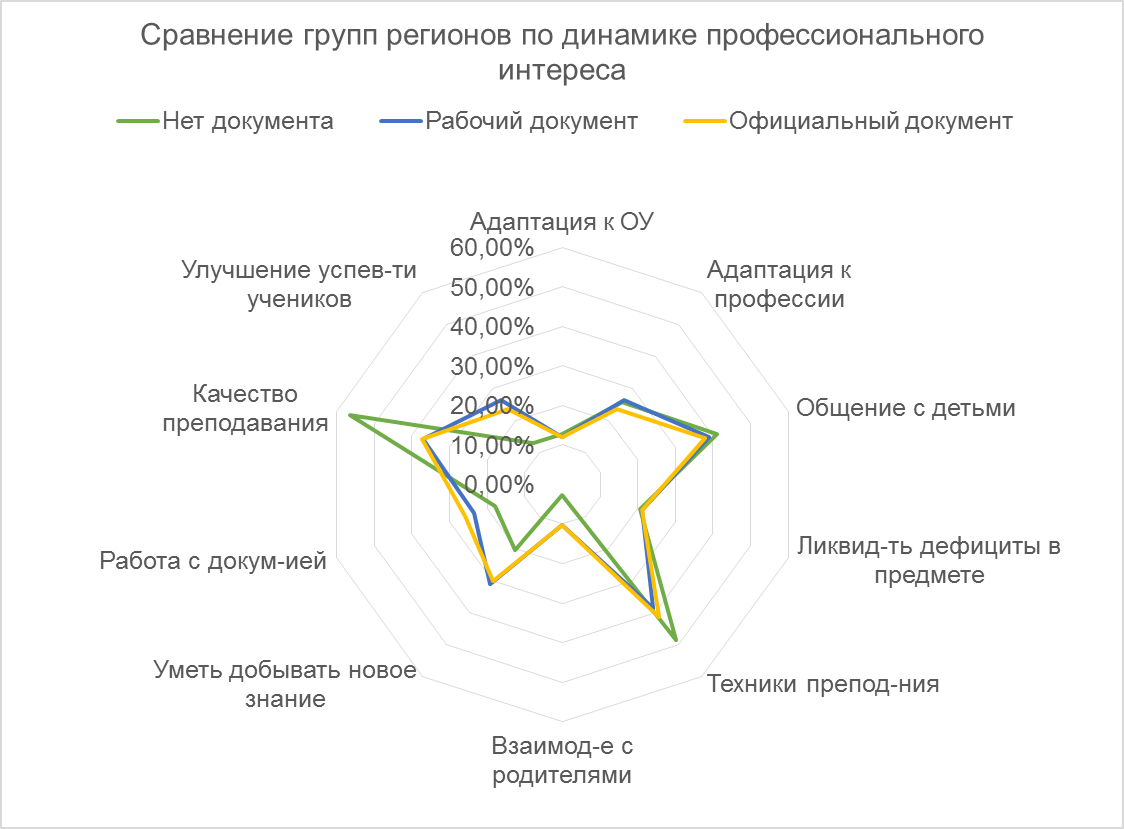 Сравнение групп регионов по динамике профессионального
интереса
Нет документа
Рабочий документ
Официальный документ
Адаптация к ОУ
60,00%
50,00%
40,00%
30,00%
20,00%
10,00%
0,00%
Адаптация к
профессии
Общение с детьми
Ликвид-ть дефициты в
предмете
Техники препод-ния
Взаимод-е с
родителями
Уметь добывать новое
знание
Работа с докум-ией
Качество
преподавания
Улучшение успев-ти
учеников